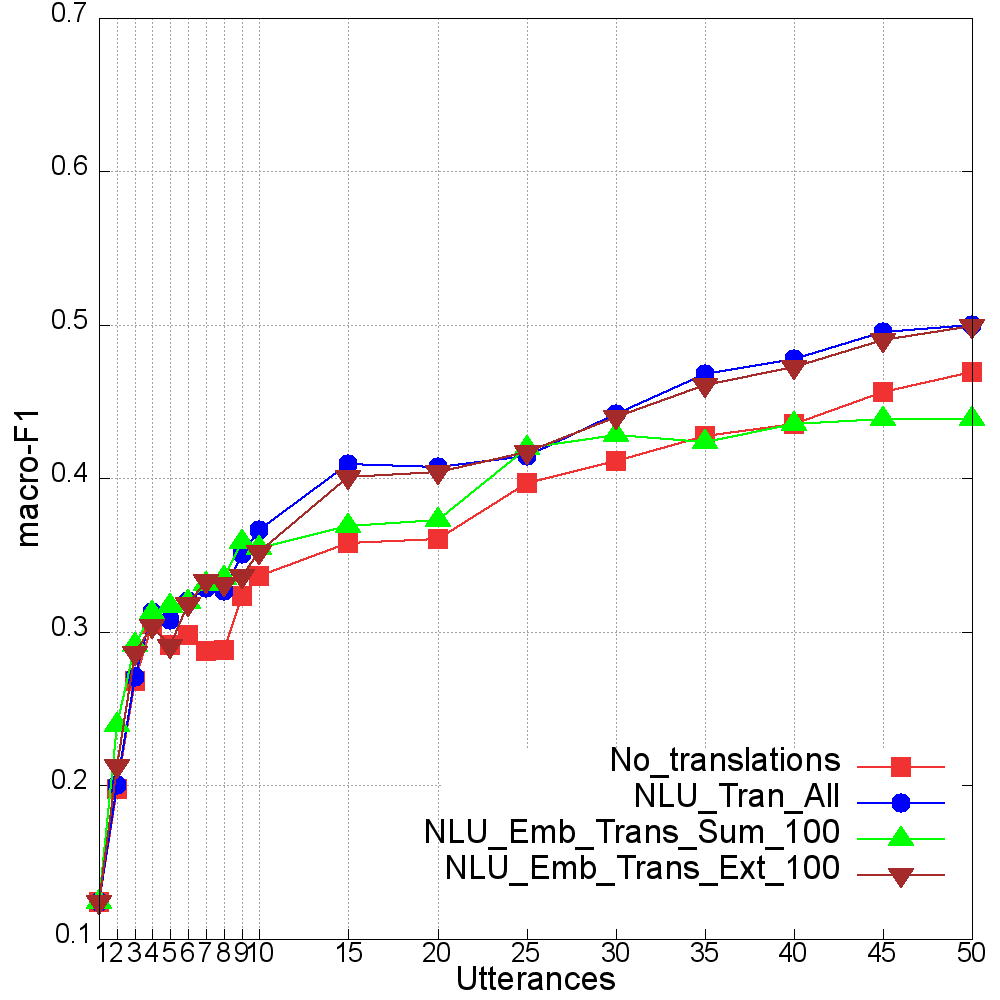 0.7
0.6
0.5
0.4
0.3
0.2
0.1
macro-F1
No_translations
NLU_Tran_All
NLU_Emb_Trans_Sum_100
NLU_Emb_Trans_Ext_100
1 2 3 4 5 6 7 8 9 10 15 20 25 30 35 40 45 50
Utterances